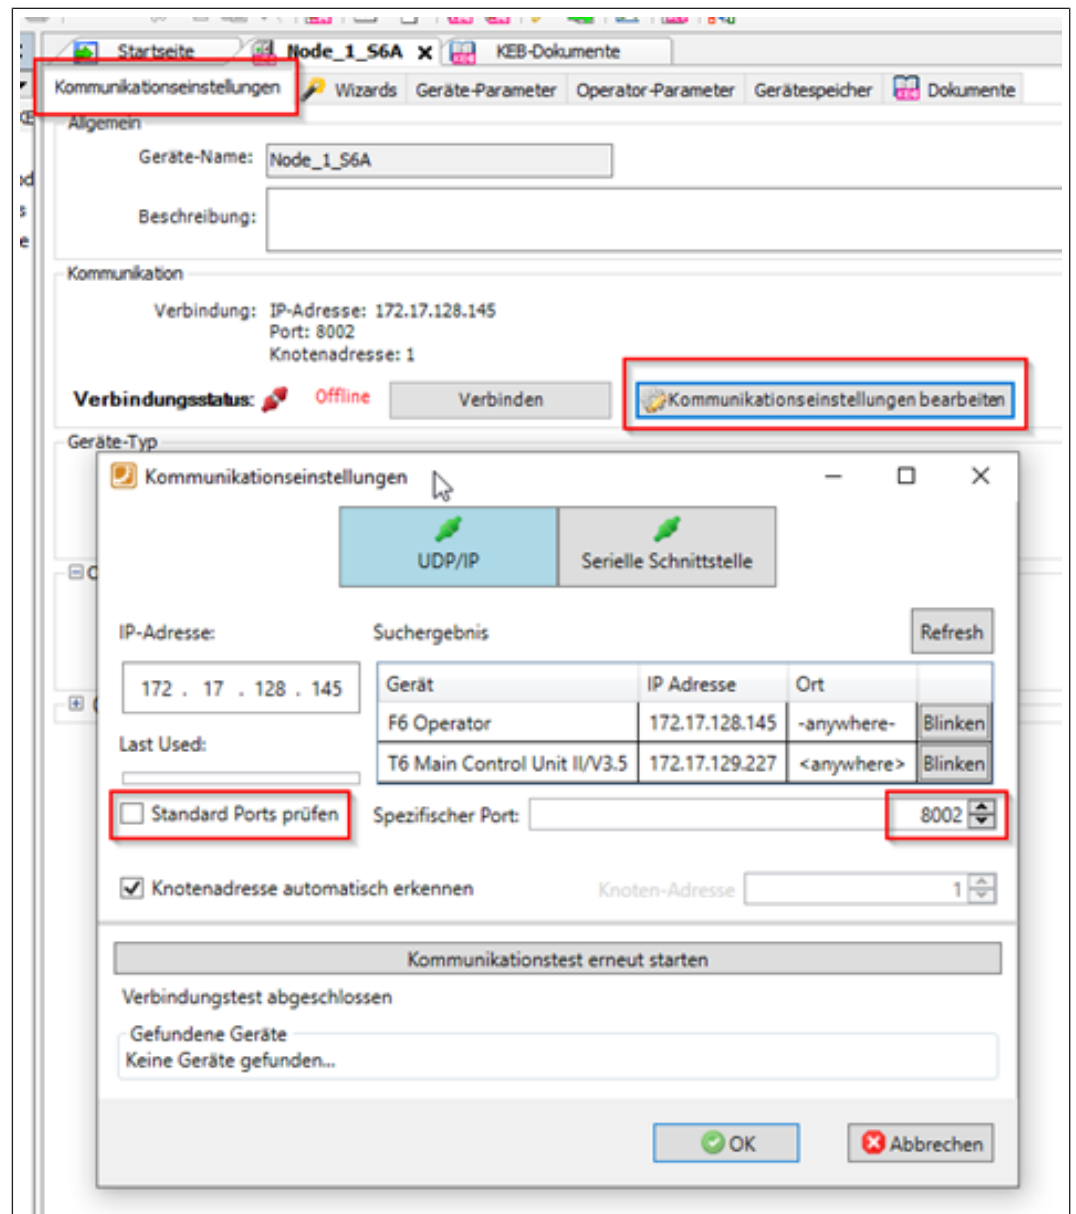 Startseite Node_1_S6A x KEB-Dokumente
Kommunikationseinstellungen Wizards Geräte-Parameter Operator-Parameter Gerätespeicher Dokumente
Allgemein
Geräte-Name: Node_1_S6A
Beschreibung:
Kommunikation
Verbindung: IP-Adresse: 172.17.128.145
Port: 8002
Knotenadresse: 1
Verbindungsstatus: Offline Verbinden Kommunikationseinstellungen bearbeiten
Geräte-Typ
Kommunikationseinstellungen
UDP/IP Serielle Schnittstelle
IP-Adresse: Suchergebnis Refresh
172 . 17 . 128 . 145
Gerät IP Adresse Ort
F6 Operator 172.17.128.145 -anywhere- Blinken
Last Used:
T6 Main Control Unit II/V3.5 172.17.129.227 <anywhere> Blinken
Standard Ports prüfen Spezifischer Port: 8002
Knotenadresse automatisch erkennen Knoten-Adresse 1
Kommunikationstest erneut starten
Verbindungstest abgeschlossen
Gefundene Geräte
Keine Geräte gefunden...
OK Abbrechen